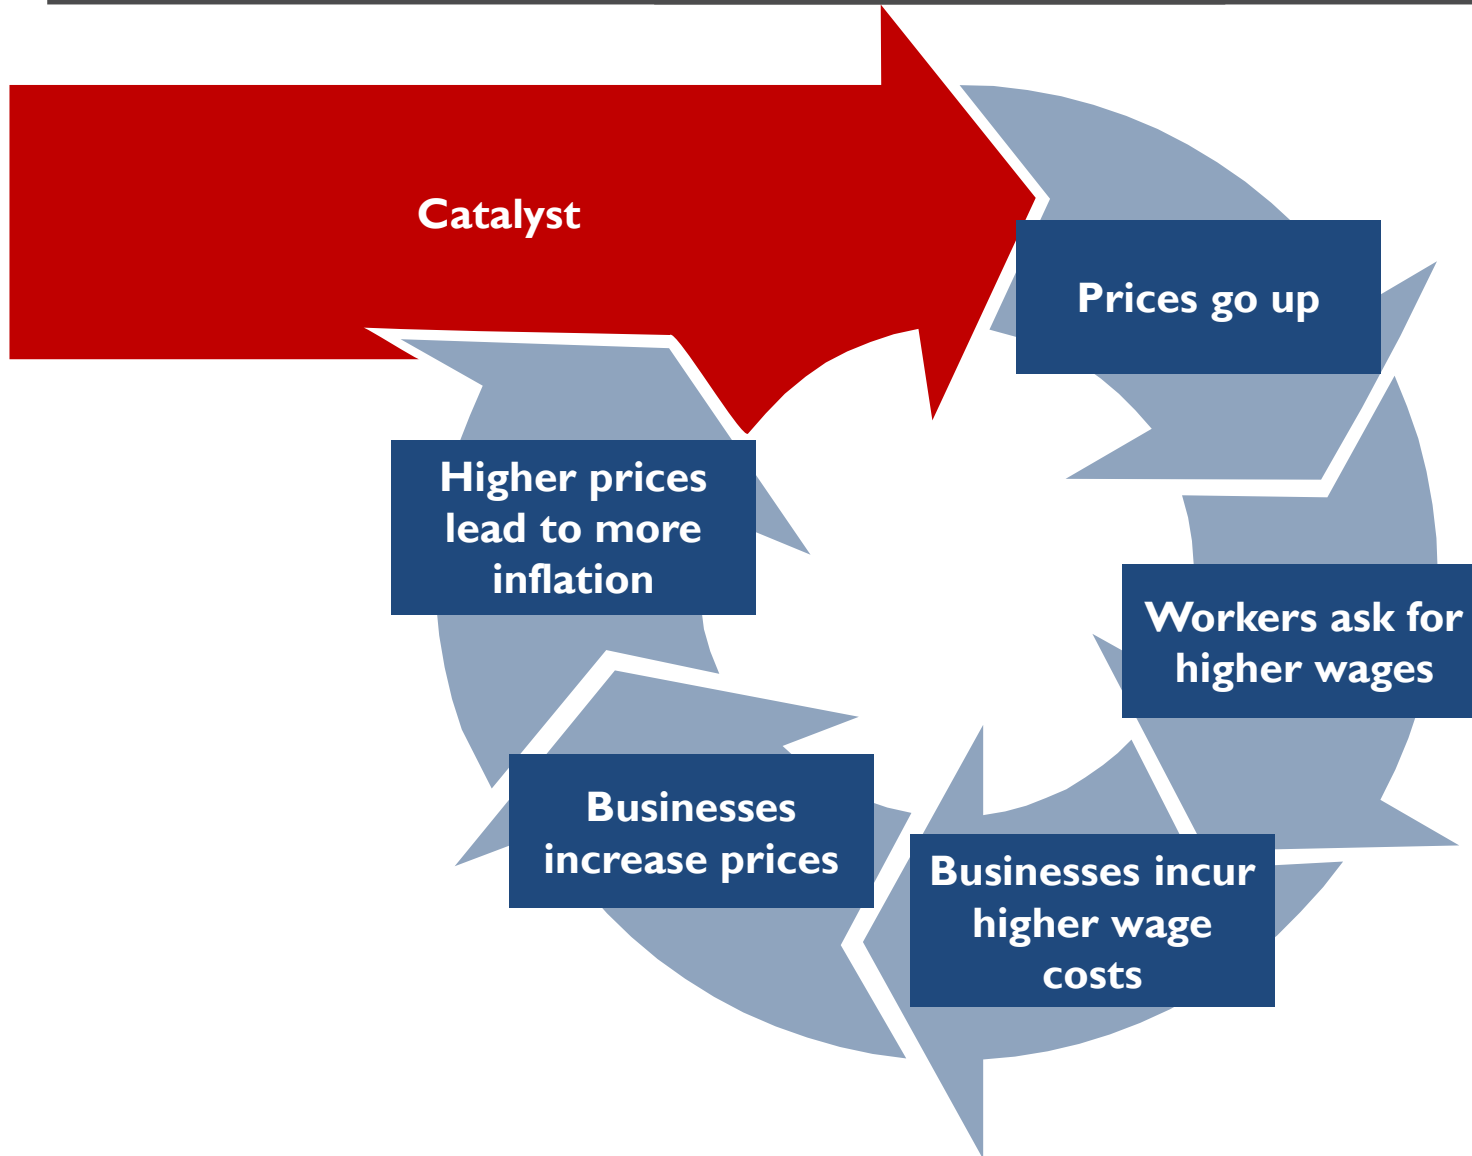 Catalyst
Prices go up
Workers ask for
higher wages
Businesses incur
higher wage
costs
Businesses
increase prices
Higher prices
lead to more
inflation